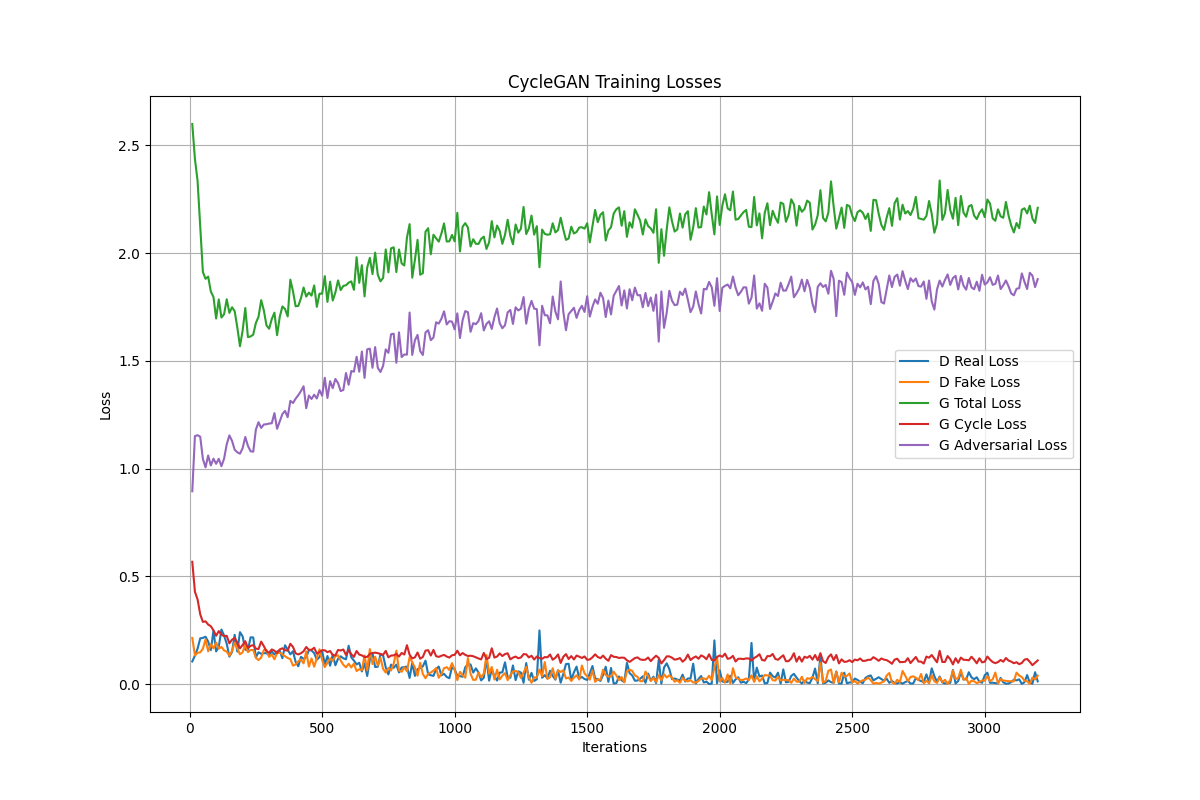 CycleGAN Training Losses
2.5
2.0
1.5
1.0
0.5
0.0
Loss
D Real Loss
D Fake Loss
G Total Loss
G Cycle Loss
G Adversarial Loss
0
500
1000
1500
2000
2500
3000
Iterations